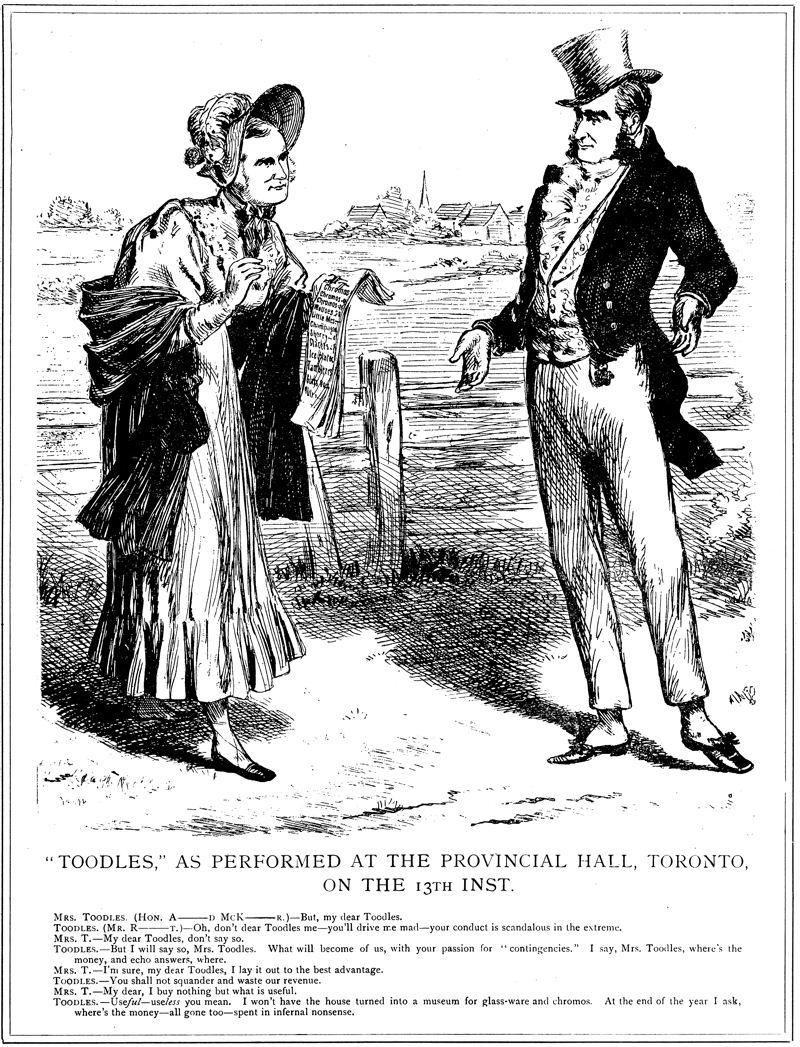 Chromos
Chromos
Chromos
“TOODLES,” AS PERFORMED AT THE PROVINCIAL HALL, TORONTO,
ON THE 13TH INST.
MRS. TOODLES. (HON. A——D MCK——R.)—But, my dear Toodles.
TOODLES. (MR. R——T.)—Oh, don't dear Toodles me—you'll drive me mad—your conduct is scandalous in the extreme.
MRS. T.—My dear Toodles, don't say so.
TOODLES.—But I will say so, Mrs. Toodles. What will become of us, with your passion for “contingencies.” I say, Mrs. Toodles, where's the
money, and echo answers, where.
MRS. T.—I'm sure, my dear Toodles, I lay it out to the best advantage.
TOODLES.—You shall not squander and waste our revenue.
MRS. T.—My dear, I buy nothing but what is useful.
TOODLES.—Useful—useless you mean. I won't have the house turned into a museum for glass-ware and chromos. At the end of the year I ask,
where's the money—all gone too—spent in infernal nonsense.